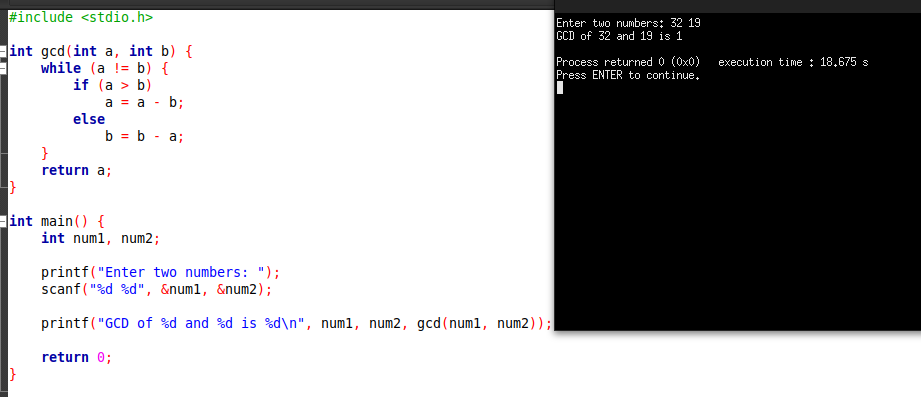 #include <stdio.h>
int gcd(int a, int b) {
    while (a != b) {
        if (a > b)
            a = a - b;
        else
            b = b - a;
    }
    return a;
}
int main() {
    int num1, num2;
    printf("Enter two numbers: ");
    scanf("%d %d", &num1, &num2);
    printf("GCD of %d and %d is %d\n", num1, num2, gcd(num1, num2));
    return 0;
}
Enter two numbers: 32 19
GCD of 32 and 19 is 1
Process returned 0 (0x0)   execution time : 18.675 s
Press ENTER to continue.